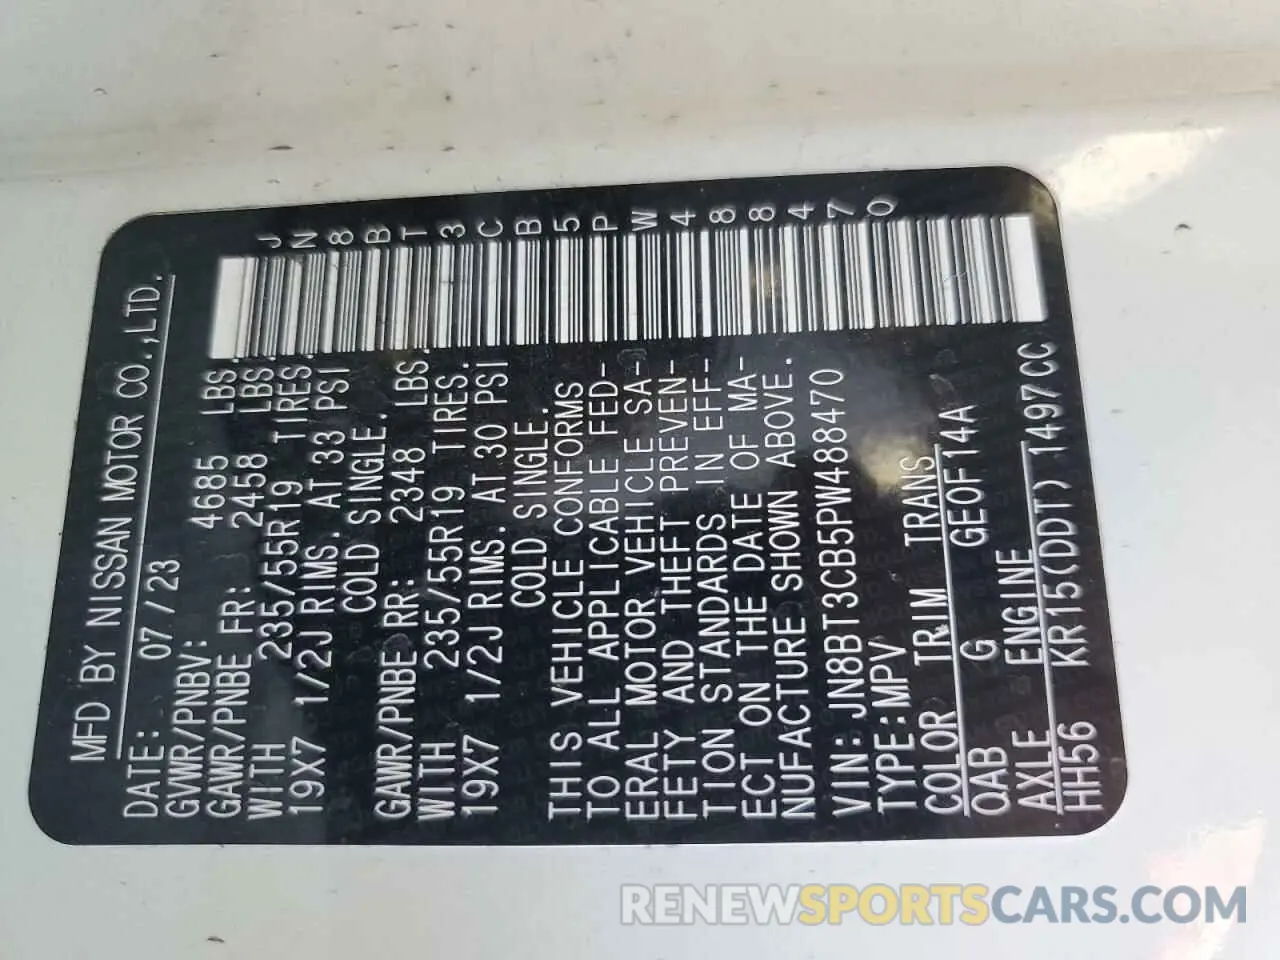 MFD BY NISSAN MOTOR CO.,LTD.
DATE: 07/23
GVWR/PNBV: 4685 LBS.
GAWR/PNBE FR: 2458 LBS.
WITH 235/55R19 TIRES.
19X7 1/2J RIMS. AT 33 PSI
COLD SINGLE.
GAWR/PNBE RR: 2348 LBS.
WITH 235/55R19 TIRES.
19X7 1/2J RIMS. AT 30 PSI
COLD SINGLE.
JN8BT3CB5PW488470
THIS VEHICLE CONFORMS
TO ALL APPLICABLE FED-
ERAL MOTOR VEHICLE SA-
FETY AND THEFT PREVEN-
TION STANDARDS IN EFF-
ECT ON THE DATE OF MA-
NUFACTURE SHOWN ABOVE.
VIN: JN8BT3CB5PW488470
TYPE:MPV
COLOR TRIM TRANS
QAB G GE0F14A
AXLE ENGINE
HH56 KR15(DDT) 1497CC
RENEWSPORTSCARS.COM